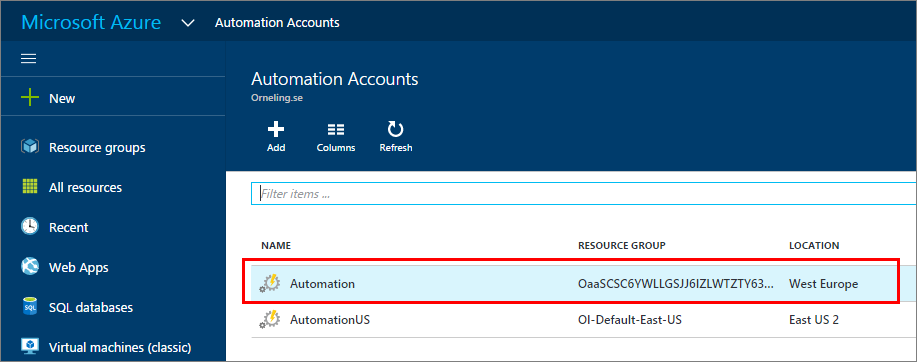 Microsoft Azure Automation Accounts
New
Resource groups
All resources
Recent
Web Apps
SQL databases
Virtual machines (classic)
Automation Accounts
Orneling.se
Add Columns Refresh
Filter items ...
NAME RESOURCE GROUP LOCATION
Automation OaaSCSC6YWLLGSJJ6IZLWTZTY63... West Europe
AutomationUS OI-Default-East-US East US 2